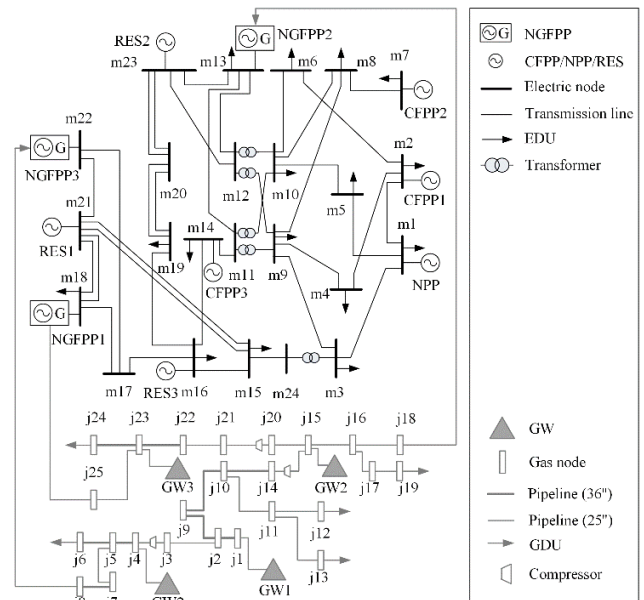 RES2
m23
m13
G
NGFPP2
m6
m8
m7
CFPP2
m22
G
NGFPP3
m20
m12
m10
m2
CFPP1
m5
m21
RES1
m14
m19
CFPP3
m11
m9
m1
NPP
m4
m18
G
NGFPP1
m17
RES3
m16
m15
m24
m3
j24
j23
j22
j21
j20
j15
j16
j18
j25
GW3
j10
j14
GW2
j17
j19
j9
j11
j12
j6
j5
j4
j3
j2
j1
j13
GW1
j7
G
NGFPP
CFPP/NPP/RES
Electric node
Transmission line
EDU
Transformer
GW
Gas node
Pipeline (36")
Pipeline (25")
GDU
Compressor